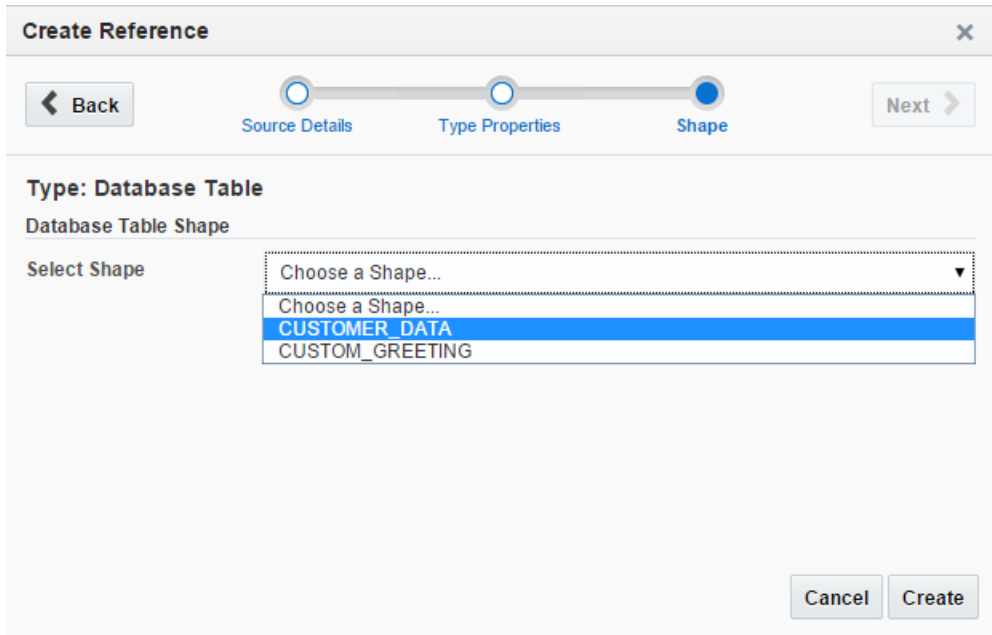 Create Reference
Back
Next
Source Details Type Properties Shape
Type: Database Table
Database Table Shape
Select Shape
Choose a Shape...
Choose a Shape...
CUSTOMER_DATA
CUSTOM_GREETING
Cancel Create